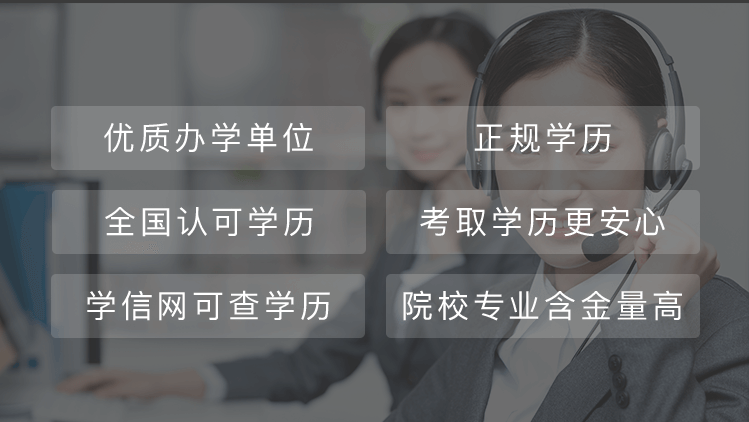 优质办学单位
正规学历
全国认可学历
考取学历更安心
学信网可查学历
院校专业含金量高